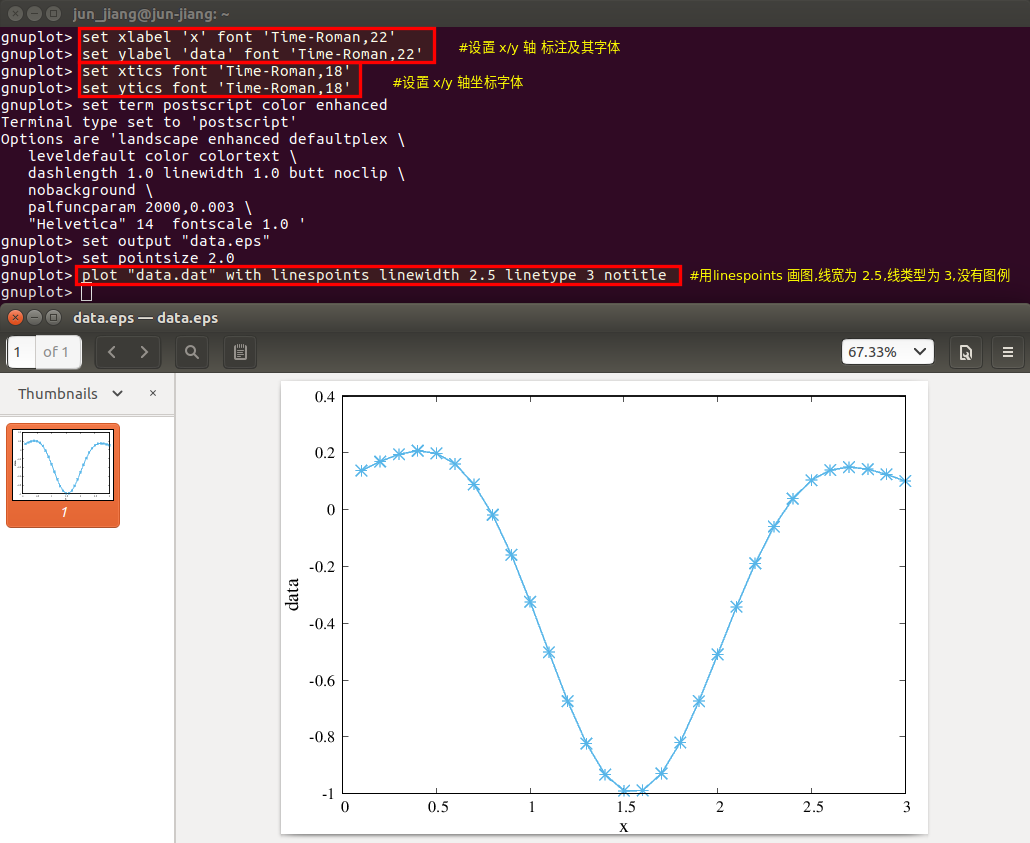 jun_jiang@jun-jiang: ~
gnuplot> set xlabel 'x' font 'Time-Roman,22'
gnuplot> set ylabel 'data' font 'Time-Roman,22'
#设置 x/y 轴 标注及其字体
gnuplot> set xtics font 'Time-Roman,18'
gnuplot> set ytics font 'Time-Roman,18'
#设置 x/y 轴坐标字体
gnuplot> set term postscript color enhanced
Terminal type set to 'postscript'
Options are 'landscape enhanced defaultplex \
leveldefault color colortext \
dashlength 1.0 linewidth 1.0 butt noclip \
nobackground \
palfuncparam 2000,0.003 \
"Helvetica" 14  fontscale 1.0 '
gnuplot> set output "data.eps"
gnuplot> set pointsize 2.0
gnuplot> plot "data.dat" with linespoints linewidth 2.5 linetype 3 notitle #用linespoints 画图,线宽为 2.5,线类型为 3,没有图例
gnuplot>
data.eps — data.eps
1 of 1 67.33%
Thumbnails ×
1
0.4
0.2
0
-0.2
-0.4
-0.6
-0.8
-1
data
0 0.5 1 1.5 2 2.5 3
x